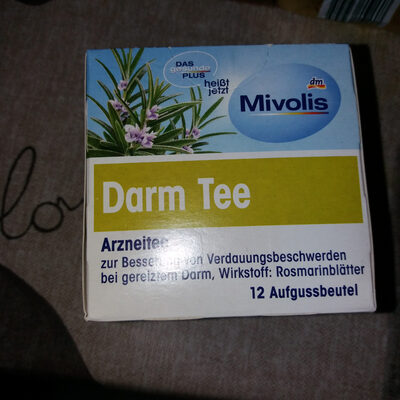 DAS
gesunde
PLUS
heißt
jetzt
dm
Mivolis
Darm Tee
Arzneitee
zur Besserung von Verdauungsbeschwerden
bei gereiztem Darm, Wirkstoff: Rosmarinblätter
12 Aufgussbeutel